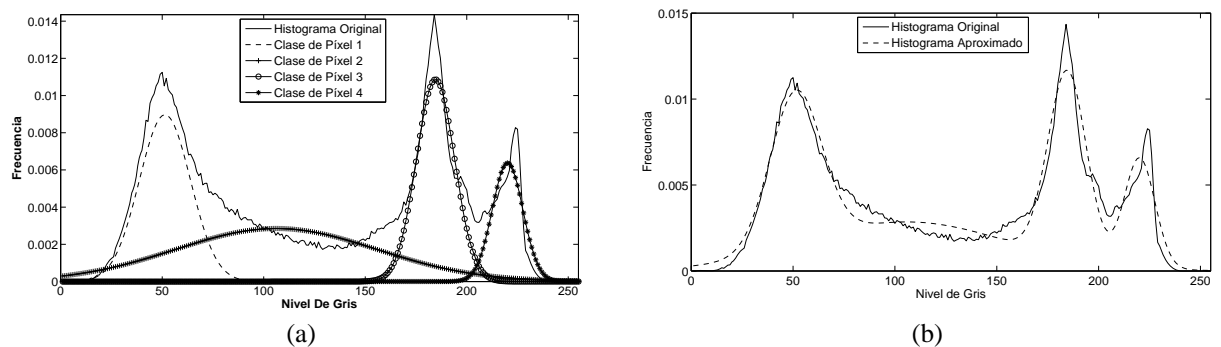 0.014
0.012
0.01
0.008
0.006
0.004
0.002
0
Frecuencia
Histograma Original
Clase de Píxel 1
Clase de Píxel 2
Clase de Píxel 3
Clase de Píxel 4
0 50 100 150 200 250
Nivel De Gris
(a)
0.015
0.01
0.005
0
Frecuencia
Histograma Original
Histograma Aproximado
0 50 100 150 200 250
Nivel De Gris
(b)